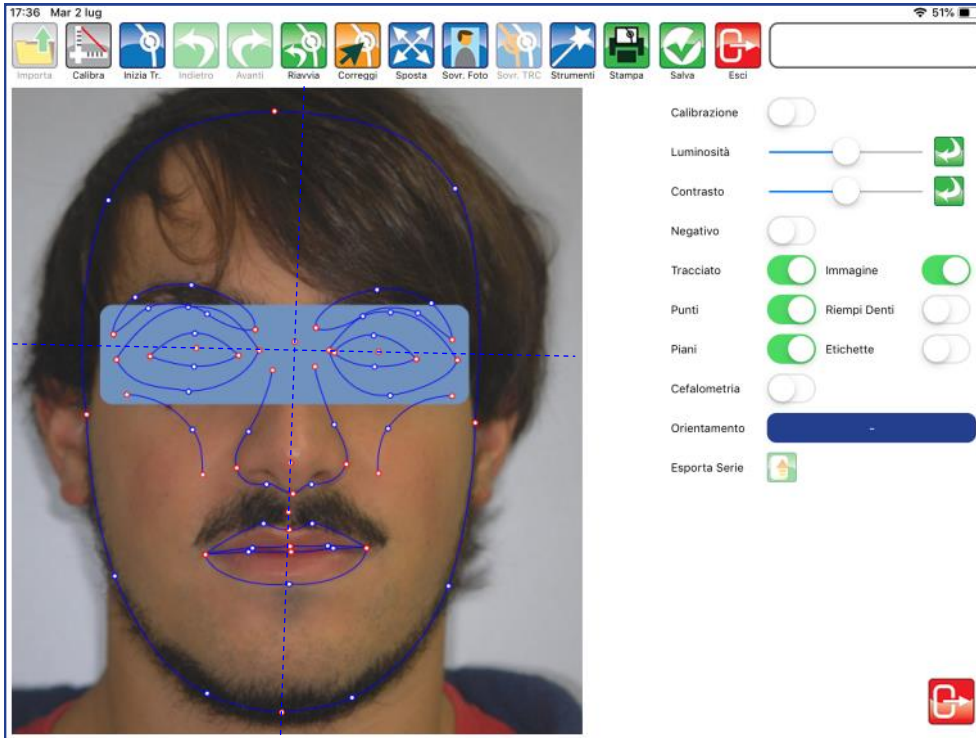 17:36 Mar 2 lug 51%
Importa Calibra Inizia Tr. Indietro Avanti Riavvia Correggi Sposta Sovr. Foto Sovr. TRC Strumenti Stampa Salva Esci
Calibrazione
Luminosità
Contrasto
Negativo
Tracciato Immagine
Punti Riempi Denti
Piani Etichette
Cefalometria
Orientamento -
Esporta Serie